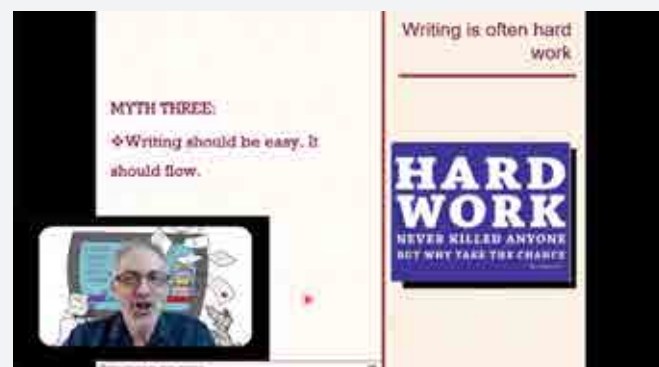 MYTH THREE:
❖Writing should be easy. It
should flow.
Writing is often hard
work
HARD
WORK
NEVER KILLED ANYONE
BUT WHY TAKE THE CHANCE